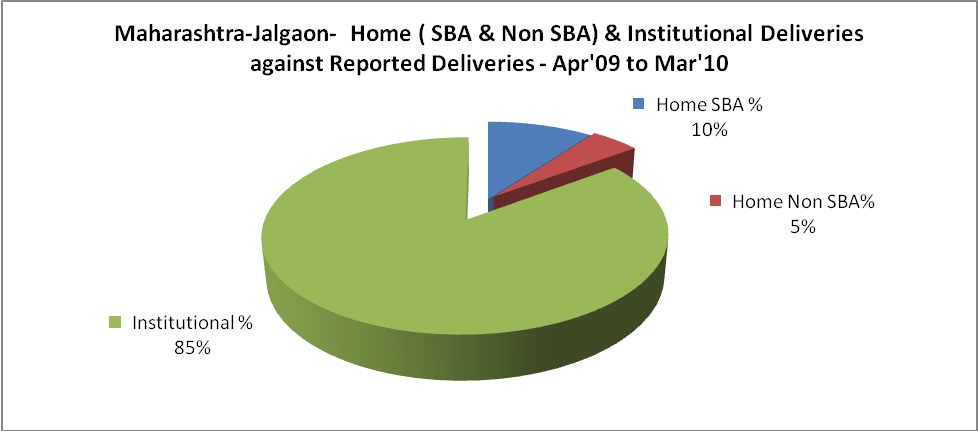 Maharashtra-Jalgaon- Home ( SBA & Non SBA) & Institutional Deliveries
against Reported Deliveries - Apr'09 to Mar'10
Home SBA %
10%
Home Non SBA%
5%
Institutional %
85%